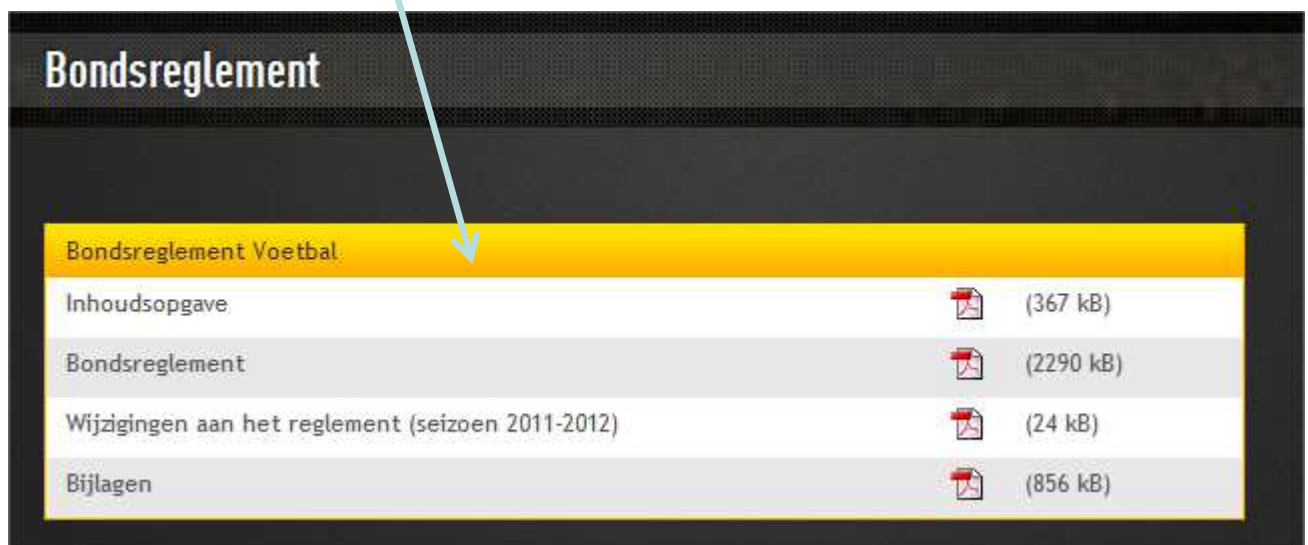 Bondsreglement
Bondsreglement Voetbal
Inhoudsopgave (367 kB)
Bondsreglement (2290 kB)
Wijzigingen aan het reglement (seizoen 2011-2012) (24 kB)
Bijlagen (856 kB)